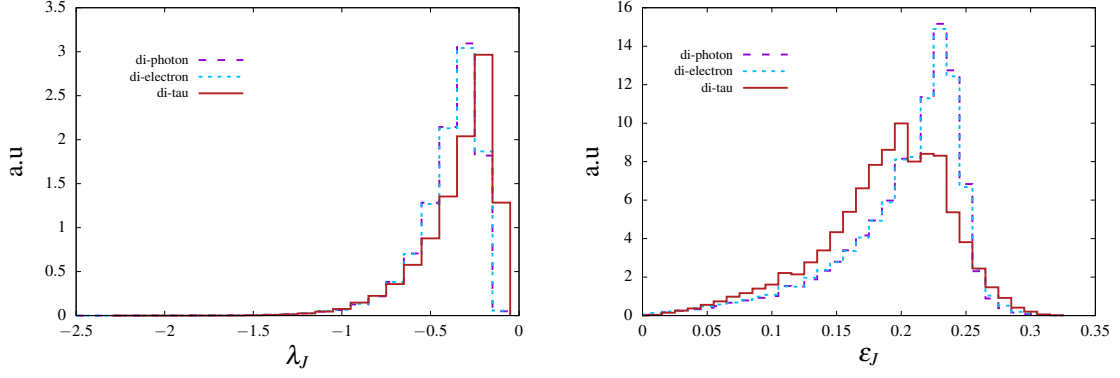 3.5
3
2.5
2
1.5
1
0.5
0
−2.5 −2 −1.5 −1 −0.5 0
a.u
λ_J
di-photon
di-electron
di-tau
16
14
12
10
8
6
4
2
0
0 0.05 0.1 0.15 0.2 0.25 0.3 0.35
a.u
ε_J
di-photon
di-electron
di-tau